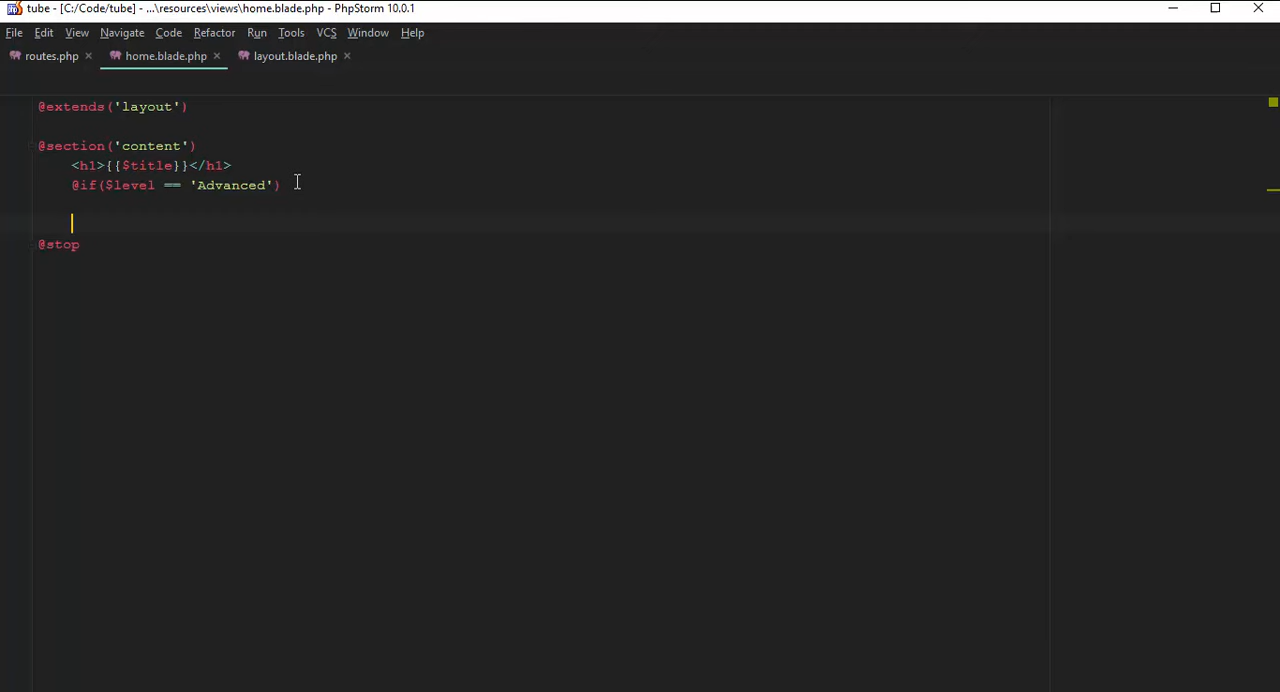 tube - [C:/Code/tube] - ...\resources\views\home.blade.php - PhpStorm 10.0.1
File Edit View Navigate Code Refactor Run Tools VCS Window Help
routes.php home.blade.php layout.blade.php
@extends('layout')
@section('content')
<h1>{{$title}}</h1>
@if($level == 'Advanced')
@stop